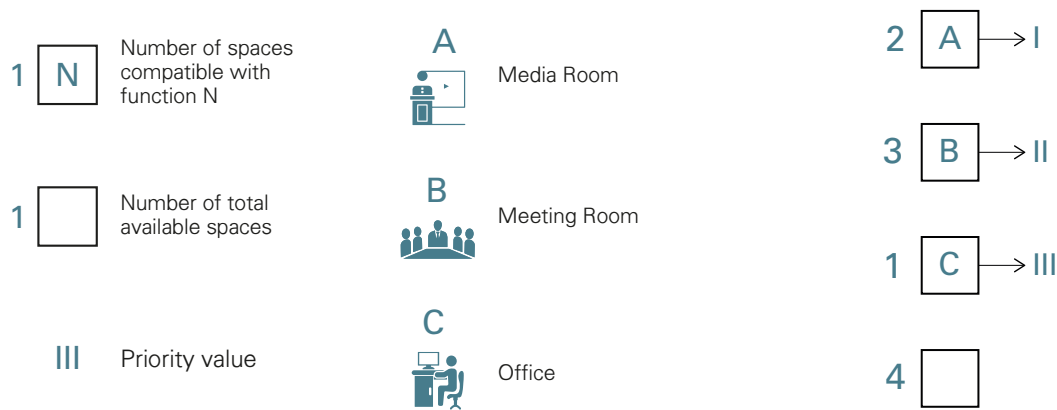 1 N
Number of spaces
compatible with
function N
1
Number of total
available spaces
III
Priority value
A
Media Room
B
Meeting Room
C
Office
2 A I
3 B II
1 C III
4